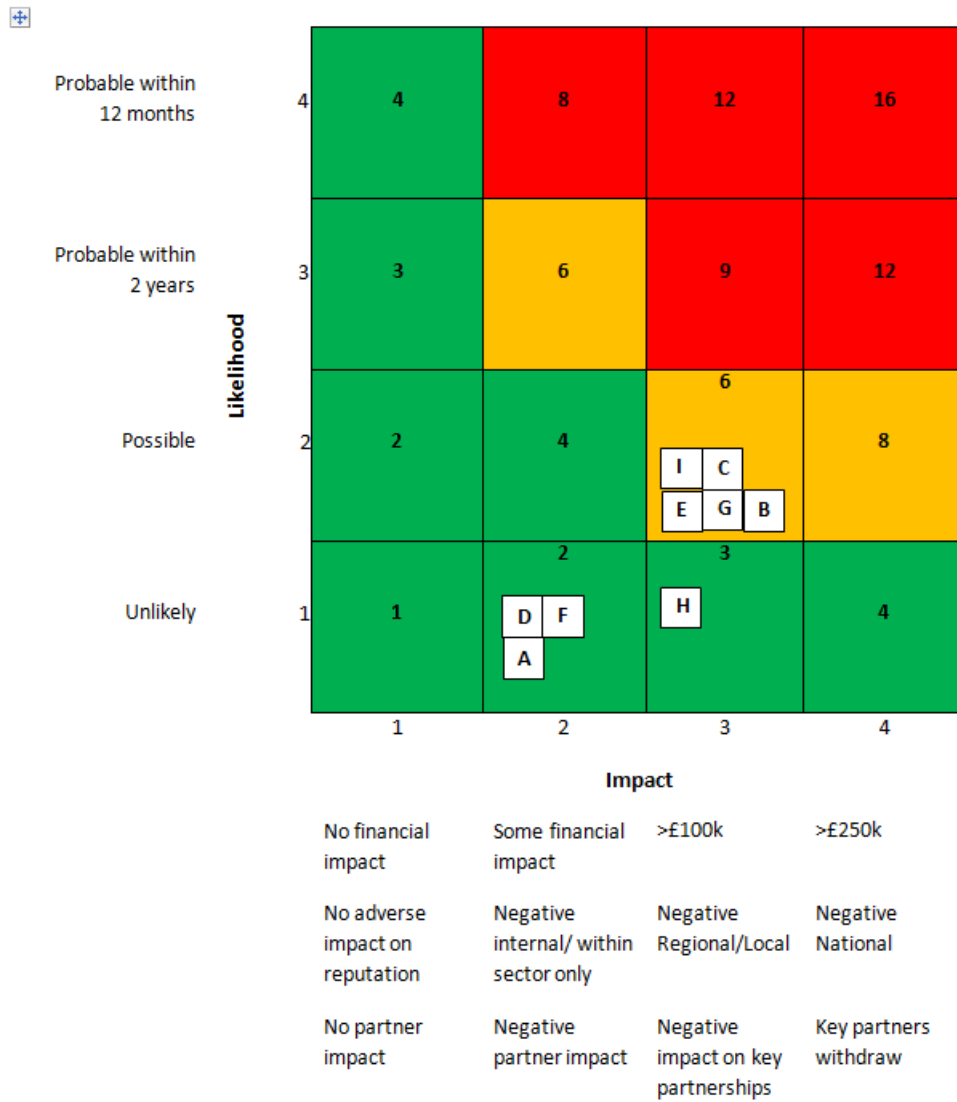 Probable within
12 months
4
4
8
12
16
Probable within
2 years
3
3
6
9
12
Likelihood
Possible
2
2
4
6
8
I
C
E
G
B
Unlikely
1
1
2
3
4
D
F
H
A
1
2
3
4
Impact
No financial
impact
Some financial
impact
>£100k
>£250k
No adverse
impact on
reputation
Negative
internal/ within
sector only
Negative
Regional/Local
Negative
National
No partner
impact
Negative
partner impact
Negative
impact on key
partnerships
Key partners
withdraw